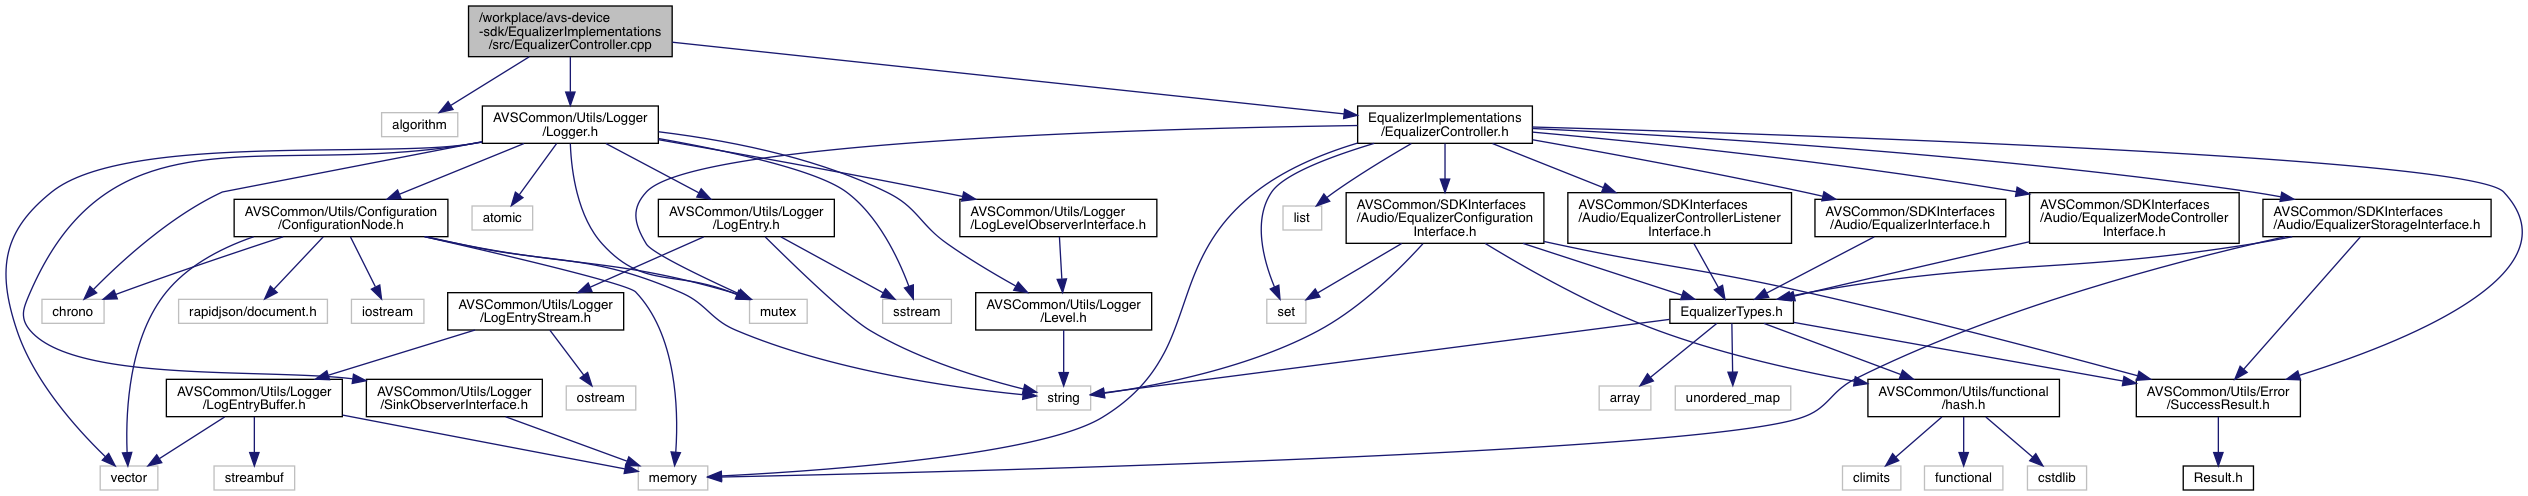 /workplace/avs-device
-sdk/EqualizerImplementations
/src/EqualizerController.cpp
algorithm
AVSCommon/Utils/Logger
/Logger.h
EqualizerImplementations
/EqualizerController.h
AVSCommon/Utils/Configuration
/ConfigurationNode.h
atomic
AVSCommon/Utils/Logger
/LogEntry.h
AVSCommon/Utils/Logger
/LogLevelObserverInterface.h
list
AVSCommon/SDKInterfaces
/Audio/EqualizerConfiguration
Interface.h
AVSCommon/SDKInterfaces
/Audio/EqualizerControllerListener
Interface.h
AVSCommon/SDKInterfaces
/Audio/EqualizerInterface.h
AVSCommon/SDKInterfaces
/Audio/EqualizerModeController
Interface.h
AVSCommon/SDKInterfaces
/Audio/EqualizerStorageInterface.h
chrono
rapidjson/document.h
iostream
AVSCommon/Utils/Logger
/LogEntryStream.h
mutex
sstream
AVSCommon/Utils/Logger
/Level.h
set
EqualizerTypes.h
AVSCommon/Utils/Logger
/LogEntryBuffer.h
AVSCommon/Utils/Logger
/SinkObserverInterface.h
ostream
string
array
unordered_map
AVSCommon/Utils/functional
/hash.h
AVSCommon/Utils/Error
/SuccessResult.h
vector
streambuf
memory
climits
functional
cstdlib
Result.h